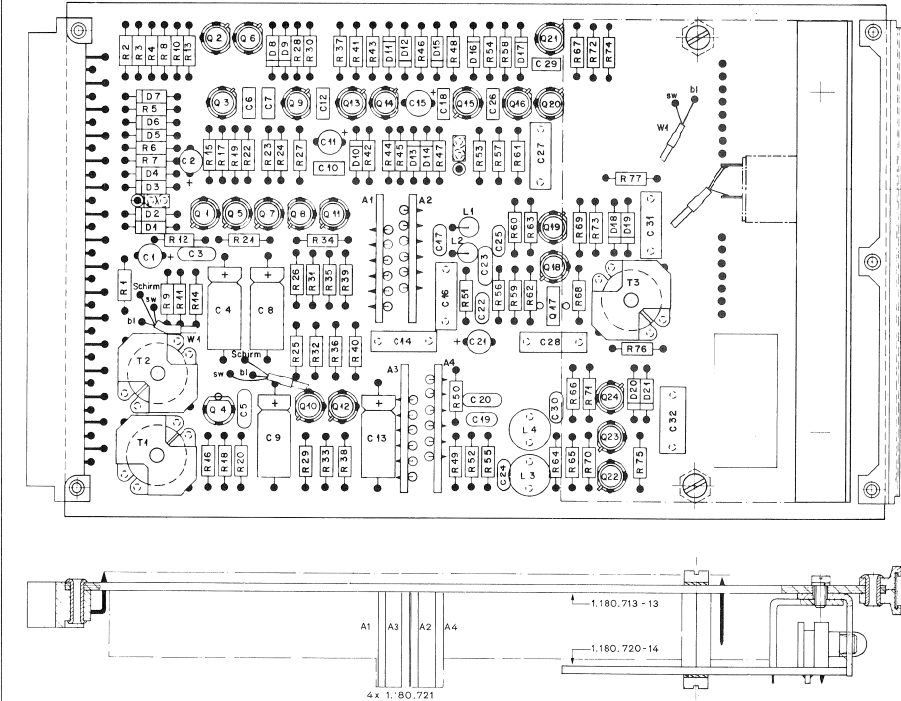 R2 R3 R4 R8 R10 R13 Q2 Q6 D8 D9 R28 R30 R37 R41 R43 D11 D12 R46 D15 R48 D16 R54 R58 D17 Q21 C29 R67 R72 R74
D7
R5
D6
D5
R6
R7
D4
D3
D2
D1
Q3 C6 C7 Q9 C12 Q13 Q14 C15 + C18 Q15 C26 Q16 Q20
sw bl
W1
C2 + R15 R17 R19 R22 R23 R24 R27 C11 + C10 D10 R42 R44 R45 D13 D14 R47 R53 R57 R61 C27
R77
Q1 Q5 Q7 Q8 Q11 A1 A2 L1 L2 C17 C23 C25 R60 R63 Q19 R69 R73 D18 D19 C31
R12 R21 R34
C1 + C3
R1 Schirm sw bl R9 R11 R14 W1
+ C4 + C8 R26 R31 R35 R39 C16 R51 C22 R56 R59 R62 Q18 Q17 R68 T3
R25 R32 R36 R40 C14 + C21 C28 R76
T2 Schirm sw bl
A3 A4 R50 C20 C19 C30 R66 R71 Q24 D20 D21 C32
Q4 C5 + C9 Q10 Q12 + C13 L4 Q23
T1 R16 R18 R20 R29 R33 R38 R49 R52 R55 C24 L3 R64 R65 R70 Q22 R75
1.180.713-13
A1 A3 A2 A4
1.180.720-14
4x 1.180.721